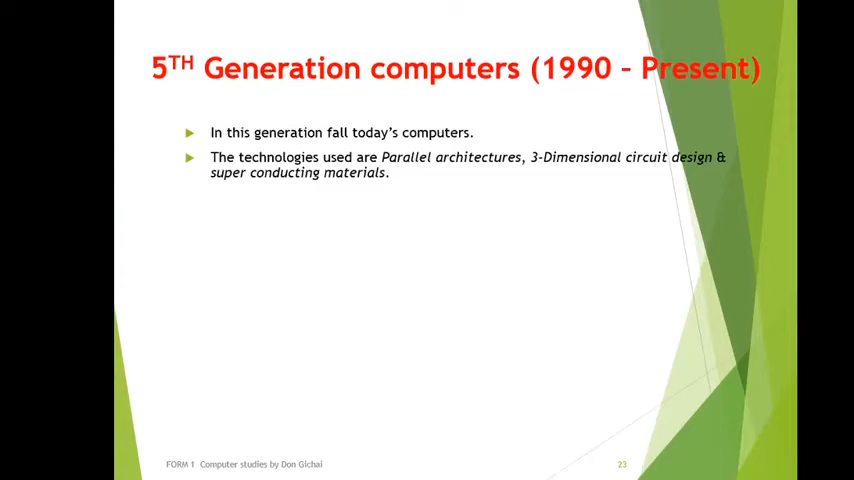 5TH Generation computers (1990 – Present)
In this generation fall today's computers.
The technologies used are Parallel architectures, 3-Dimensional circuit design &
super conducting materials.
FORM 1 Computer studies by Don Gichai
23